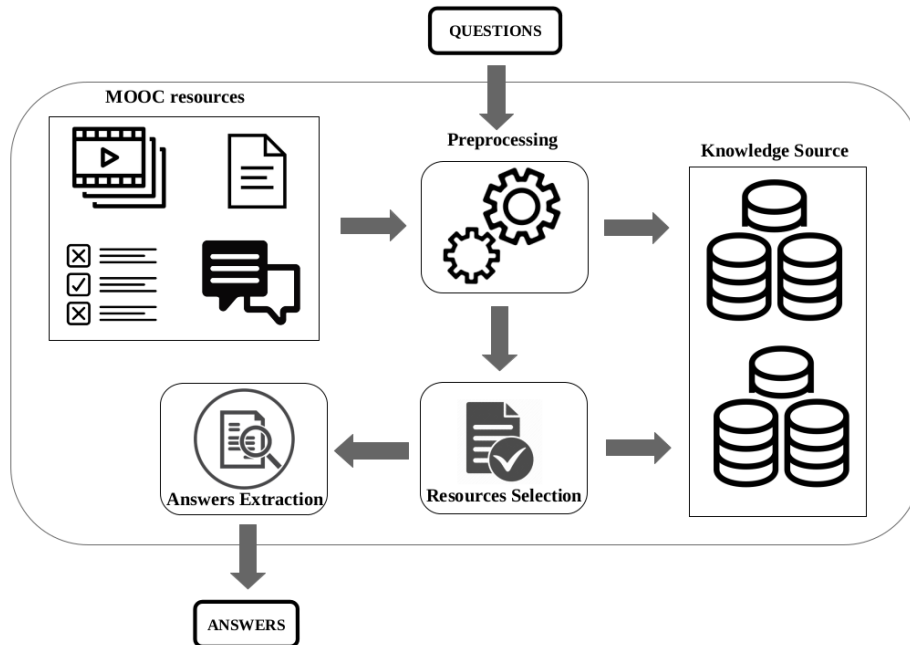 QUESTIONS
MOOC resources
Preprocessing
Knowledge Source
Answers Extraction
Resources Selection
ANSWERS